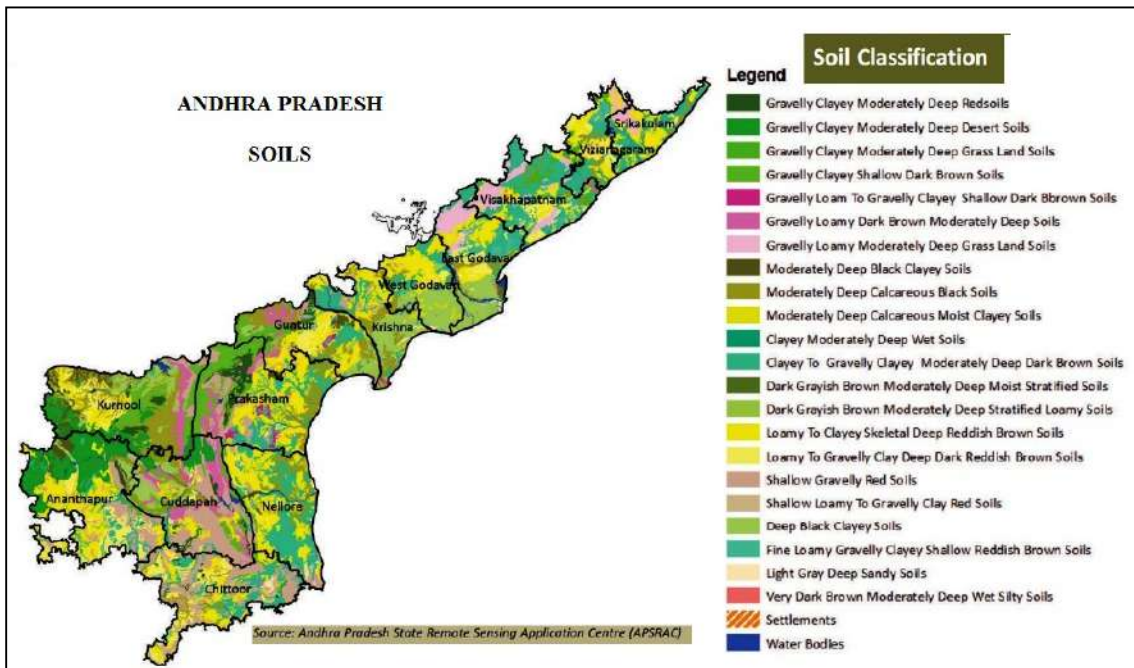 ANDHRA PRADESH
SOILS
Soil Classification
Legend
Gravelly Clayey Moderately Deep Redsoils
Gravelly Clayey Moderately Deep Desert Soils
Gravelly Clayey Moderately Deep Grass Land Soils
Gravelly Clayey Shallow Dark Brown Soils
Gravelly Loam To Gravelly Clayey Shallow Dark Bbrown Soils
Gravelly Loamy Dark Brown Moderately Deep Soils
Gravelly Loamy Moderately Deep Grass Land Soils
Moderately Deep Black Clayey Soils
Moderately Deep Calcareous Black Soils
Moderately Deep Calcareous Moist Clayey Soils
Clayey Moderately Deep Wet Soils
Clayey To Gravelly Clayey Moderately Deep Dark Brown Soils
Dark Grayish Brown Moderately Deep Moist Stratified Soils
Dark Grayish Brown Moderately Deep Stratified Loamy Soils
Loamy To Clayey Skeletal Deep Reddish Brown Soils
Loamy To Gravelly Clay Deep Dark Reddish Brown Soils
Shallow Gravelly Red Soils
Shallow Loamy To Gravelly Clay Red Soils
Deep Black Clayey Soils
Fine Loamy Gravelly Clayey Shallow Reddish Brown Soils
Light Gray Deep Sandy Soils
Very Dark Brown Moderately Deep Wet Silty Soils
Settlements
Water Bodies
Srikakulam
Vizianagaram
Visakhapatnam
East Godavari
West Godavari
Krishna
Guntur
Prakasham
Kurnool
Ananthapur
Cuddapah
Nellore
Chittoor
Source: Andhra Pradesh State Remote Sensing Application Centre (APSRAC)